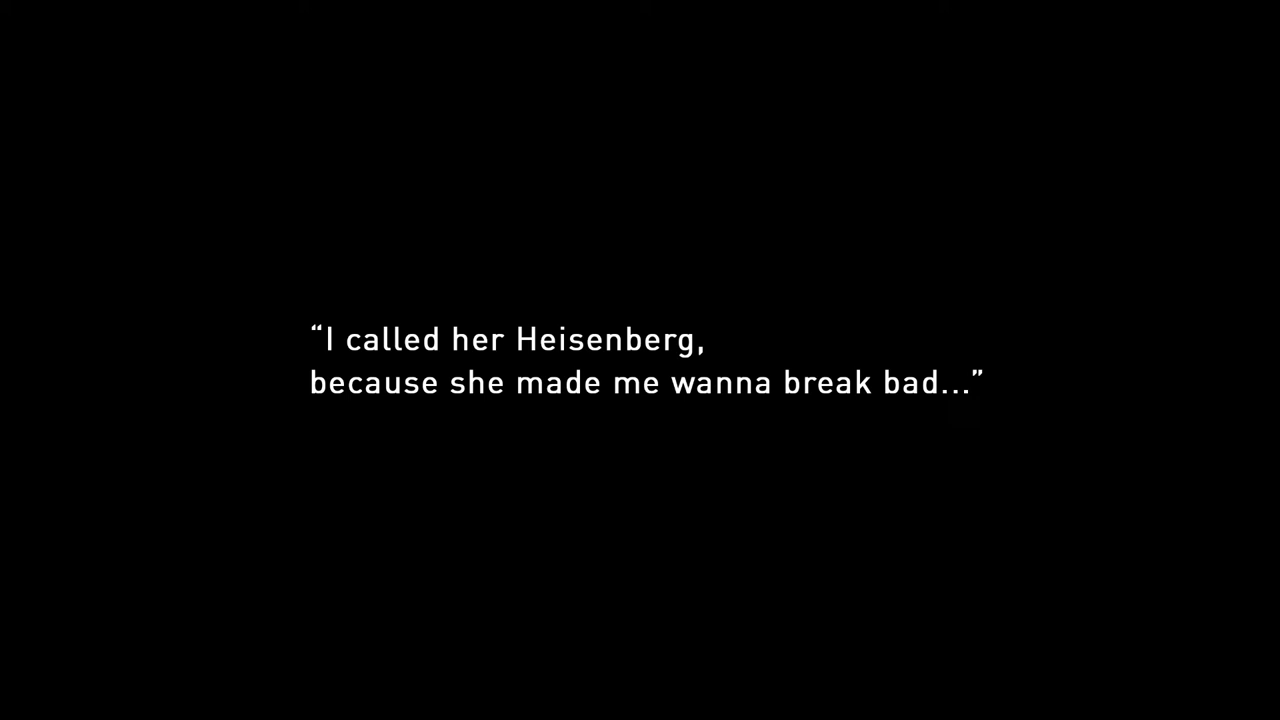 “I called her Heisenberg,
because she made me wanna break bad...”